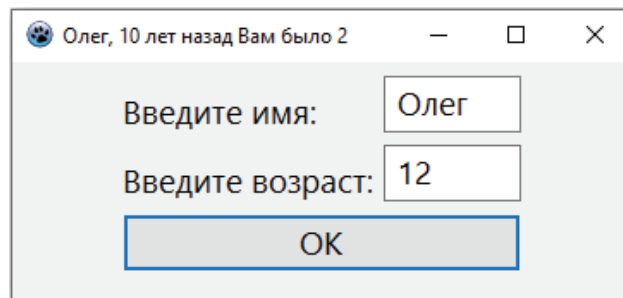 Олег, 10 лет назад Вам было 2
Введите имя: Олег
Введите возраст: 12
OK